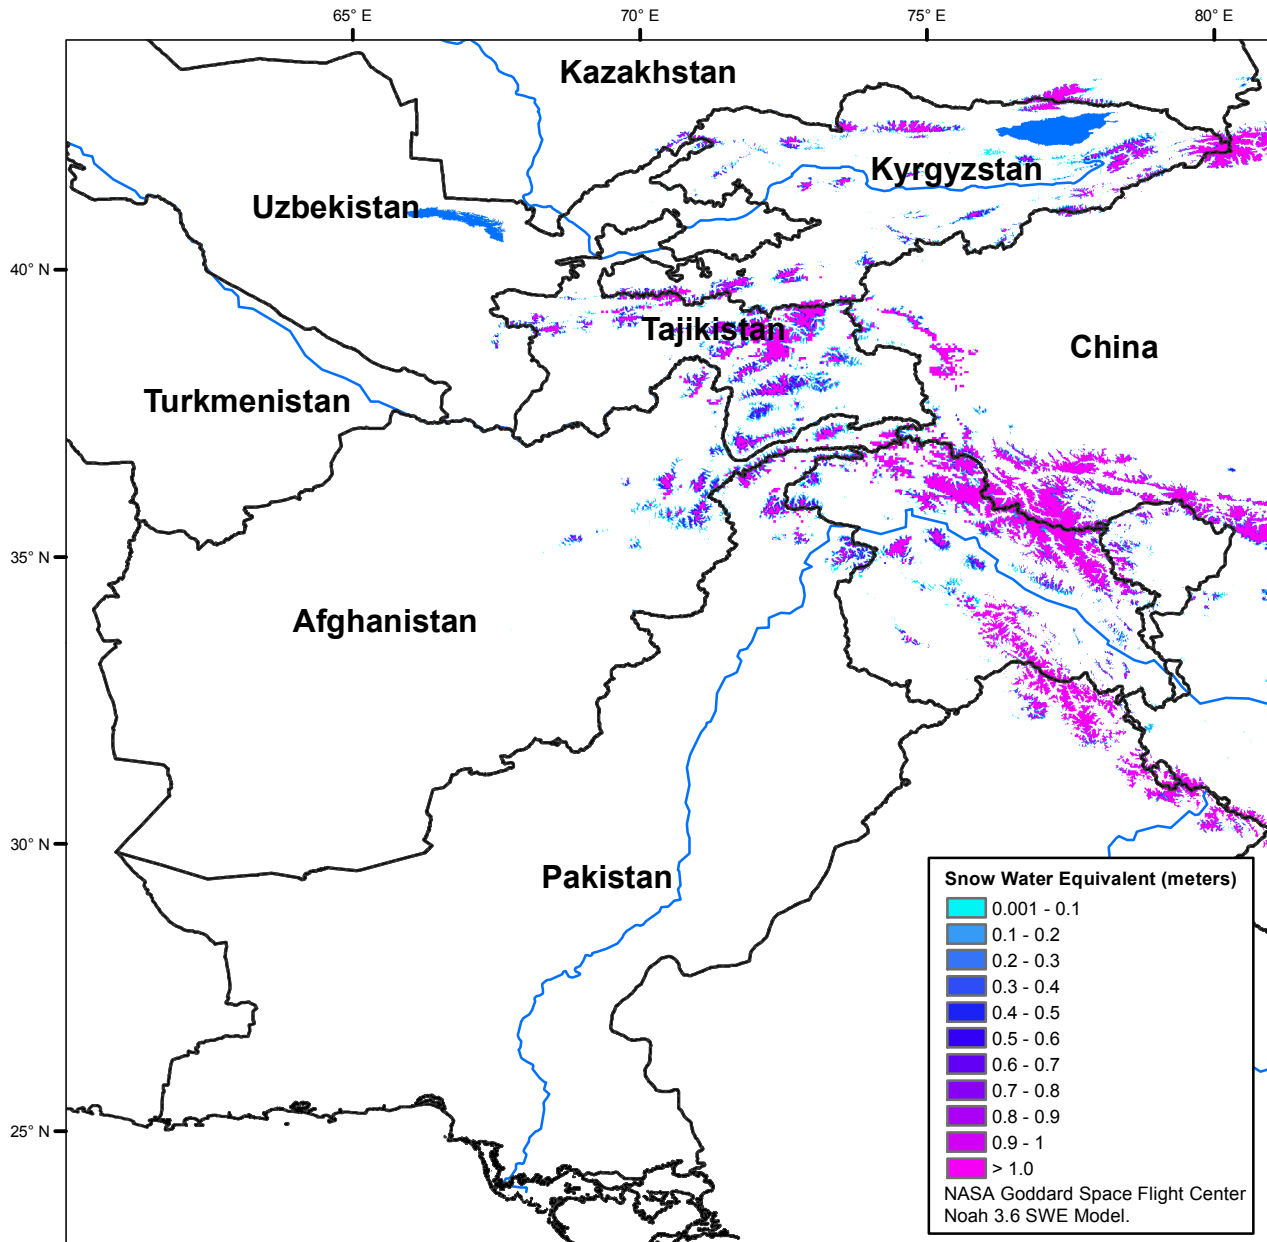 65° E
70° E
75° E
80° E
Kazakhstan
Kyrgyzstan
Uzbekistan
40° N
Tajikistan
China
Turkmenistan
35° N
Afghanistan
30° N
Pakistan
25° N
Snow Water Equivalent (meters)
0.001 - 0.1
0.1 - 0.2
0.2 - 0.3
0.3 - 0.4
0.4 - 0.5
0.5 - 0.6
0.6 - 0.7
0.7 - 0.8
0.8 - 0.9
0.9 - 1
> 1.0
NASA Goddard Space Flight Center
Noah 3.6 SWE Model.